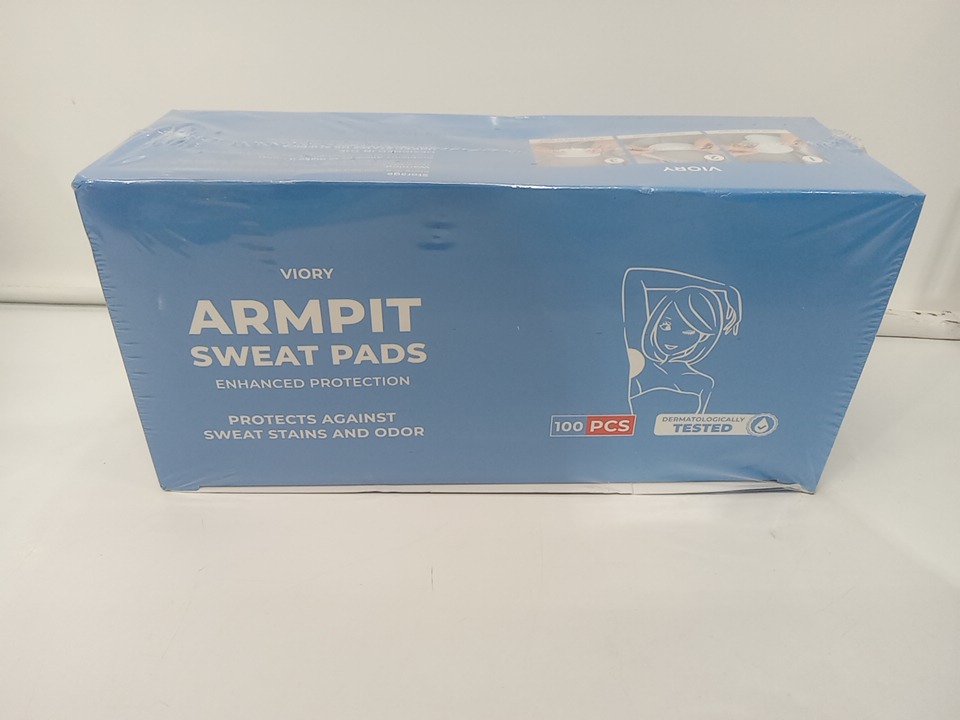 VIORY
VIORY
ARMPIT
SWEAT PADS
ENHANCED PROTECTION
PROTECTS AGAINST
SWEAT STAINS AND ODOR
100 PCS
DERMATOLOGICALLY
TESTED